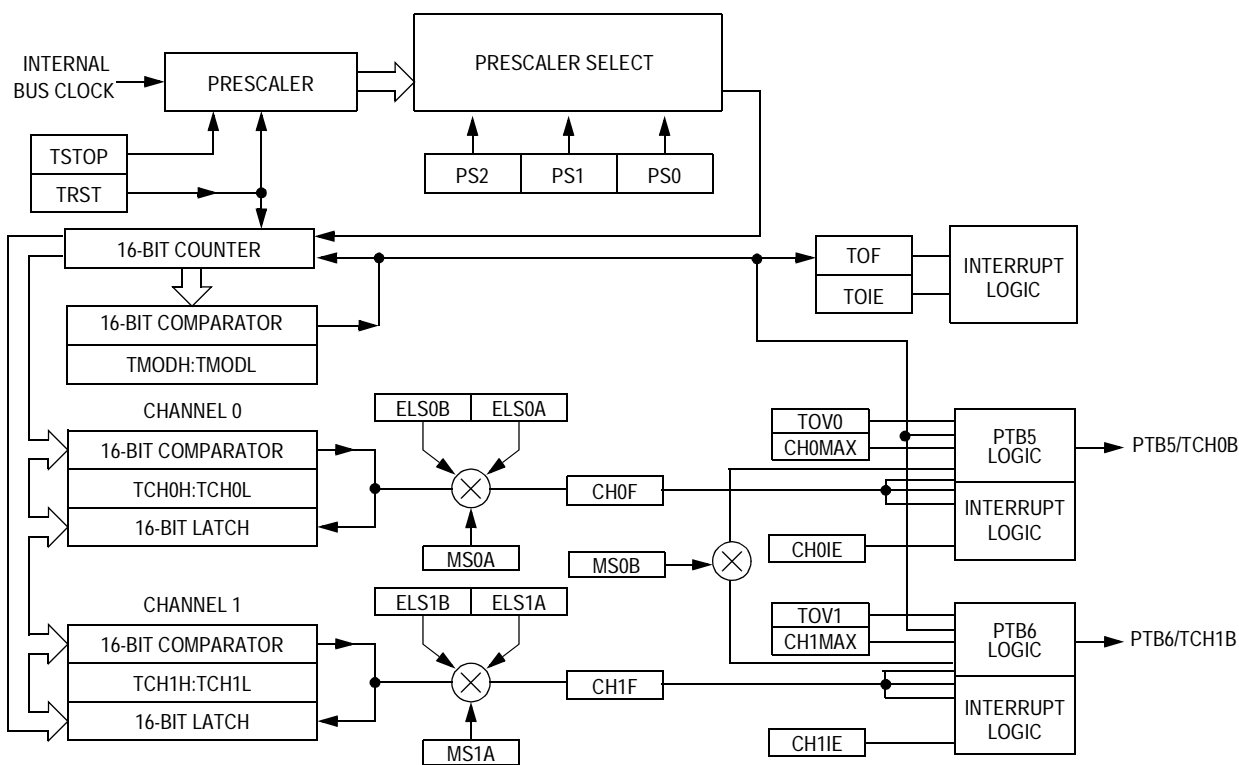 INTERNAL
BUS CLOCK
PRESCALER
PRESCALER SELECT
TSTOP
TRST
PS2
PS1
PS0
16-BIT COUNTER
TOF
TOIE
INTERRUPT
LOGIC
16-BIT COMPARATOR
TMODH:TMODL
CHANNEL 0
16-BIT COMPARATOR
TCH0H:TCH0L
16-BIT LATCH
ELS0B
ELS0A
MS0A
CH0F
TOV0
CH0MAX
PTB5
LOGIC
PTB5/TCH0B
INTERRUPT
LOGIC
CH0IE
MS0B
CHANNEL 1
16-BIT COMPARATOR
TCH1H:TCH1L
16-BIT LATCH
ELS1B
ELS1A
MS1A
CH1F
TOV1
CH1MAX
PTB6
LOGIC
PTB6/TCH1B
INTERRUPT
LOGIC
CH1IE